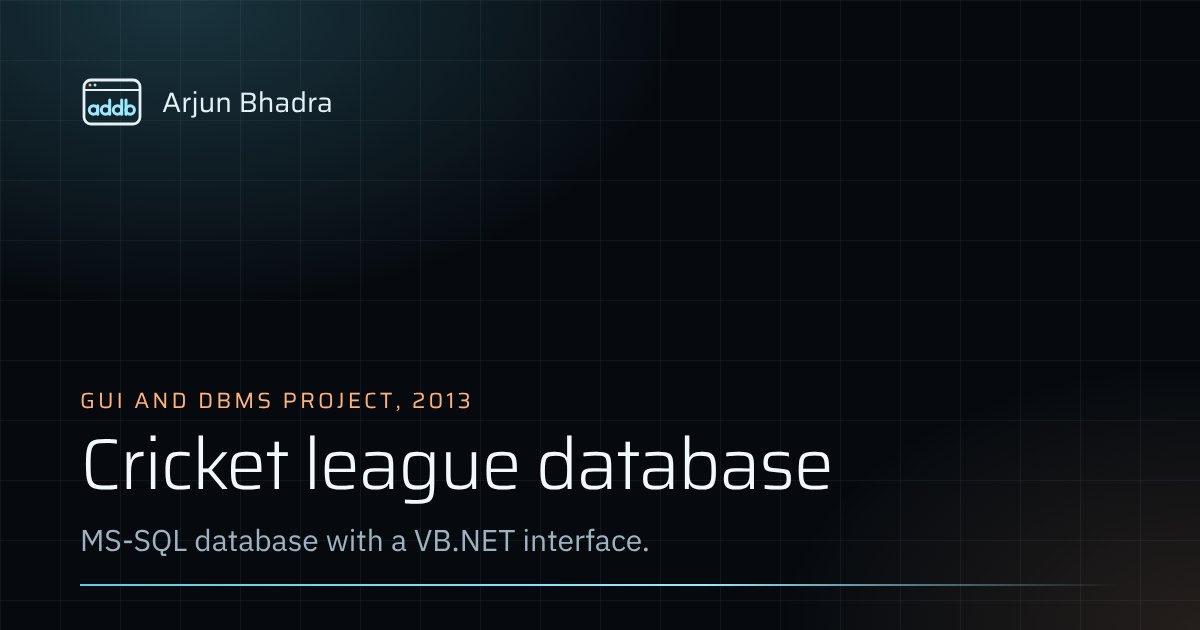 addb
Arjun Bhadra
GUI AND DBMS PROJECT, 2013
Cricket league database
MS-SQL database with a VB.NET interface.